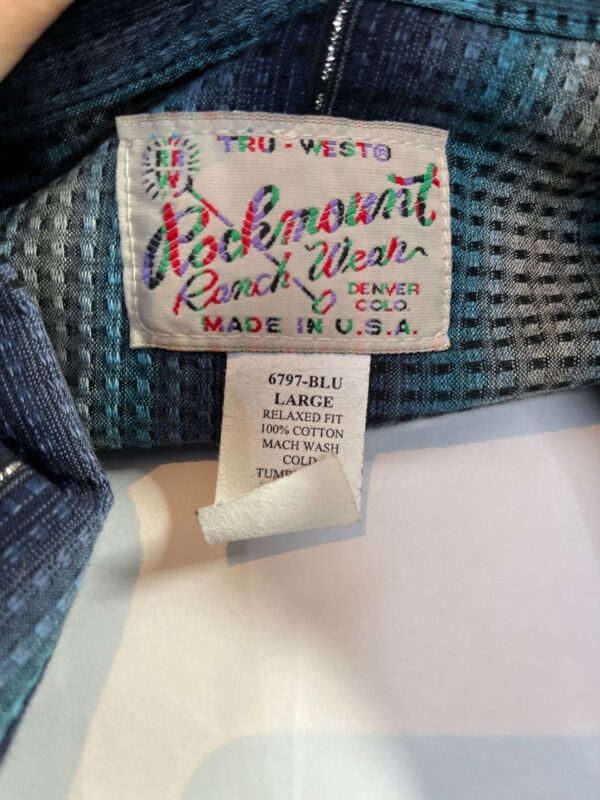 TRU-WEST®
RR
W
Rockmount
Ranch Wear
DENVER
COLO.
MADE IN U.S.A.
6797-BLU
LARGE
RELAXED FIT
100% COTTON
MACH WASH
COLD